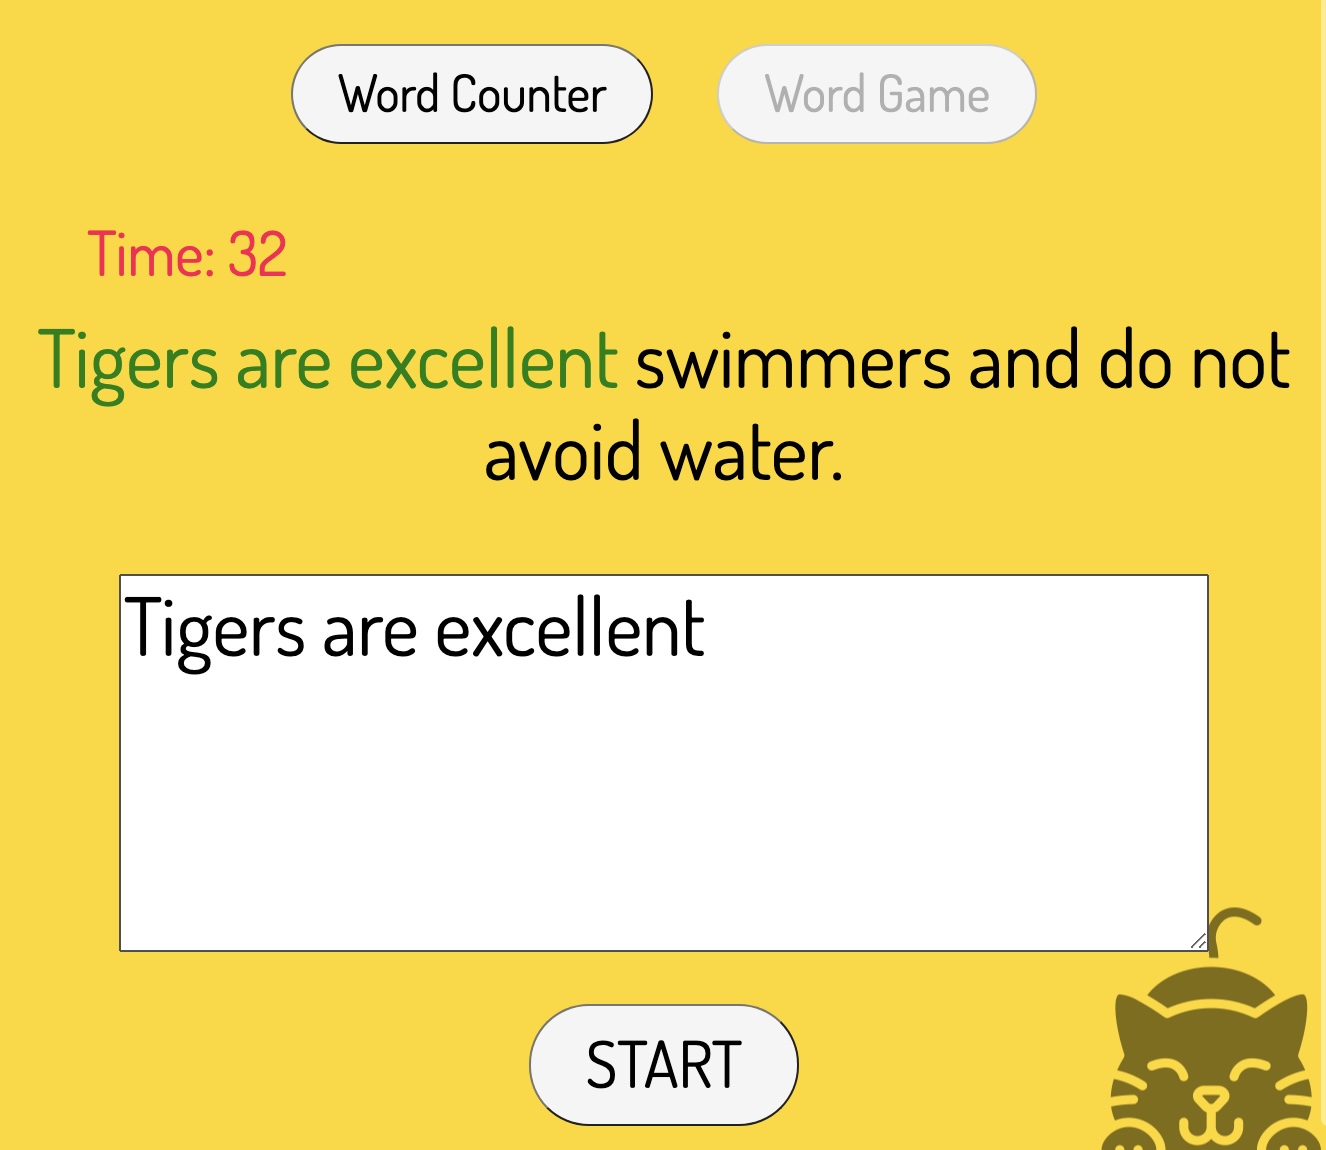 Word Counter Word Game
Time: 32
Tigers are excellent swimmers and do not
avoid water.
Tigers are excellent
START